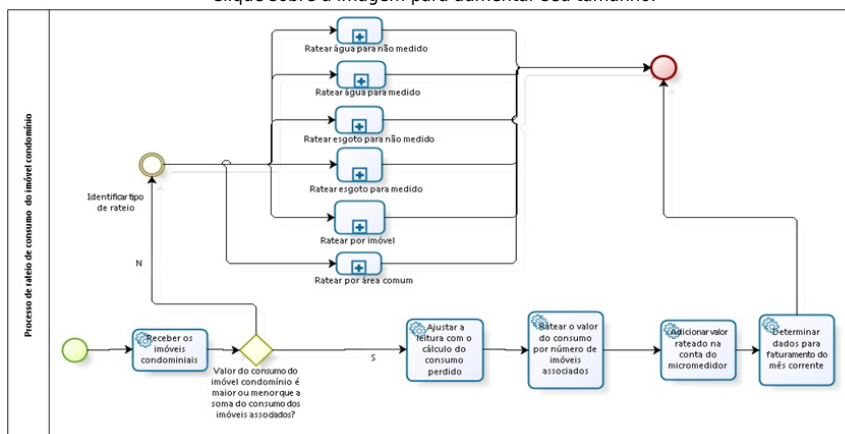 Clique sobre a imagem para aumentar seu tamanho.
Processo de rateio de consumo do imóvel condomínio
Ratear água para não medido
Ratear água para medido
Ratear esgoto para não medido
Ratear esgoto para medido
Ratear por imóvel
Ratear por área comum
Identificar tipo
de rateio
N
Receber os
imóveis
condominiais
Valor do consumo do
imóvel condomínio é
maior ou menor que a
soma do consumo dos
imóveis associados?
S
Ajustar a
leitura com o
cálculo do
consumo
perdido
Ratear o valor
do consumo
por número de
imóveis
associados
Adicionar valor
rateado na
conta do
micromedidor
Determinar
dados para
faturamento do
mês corrente